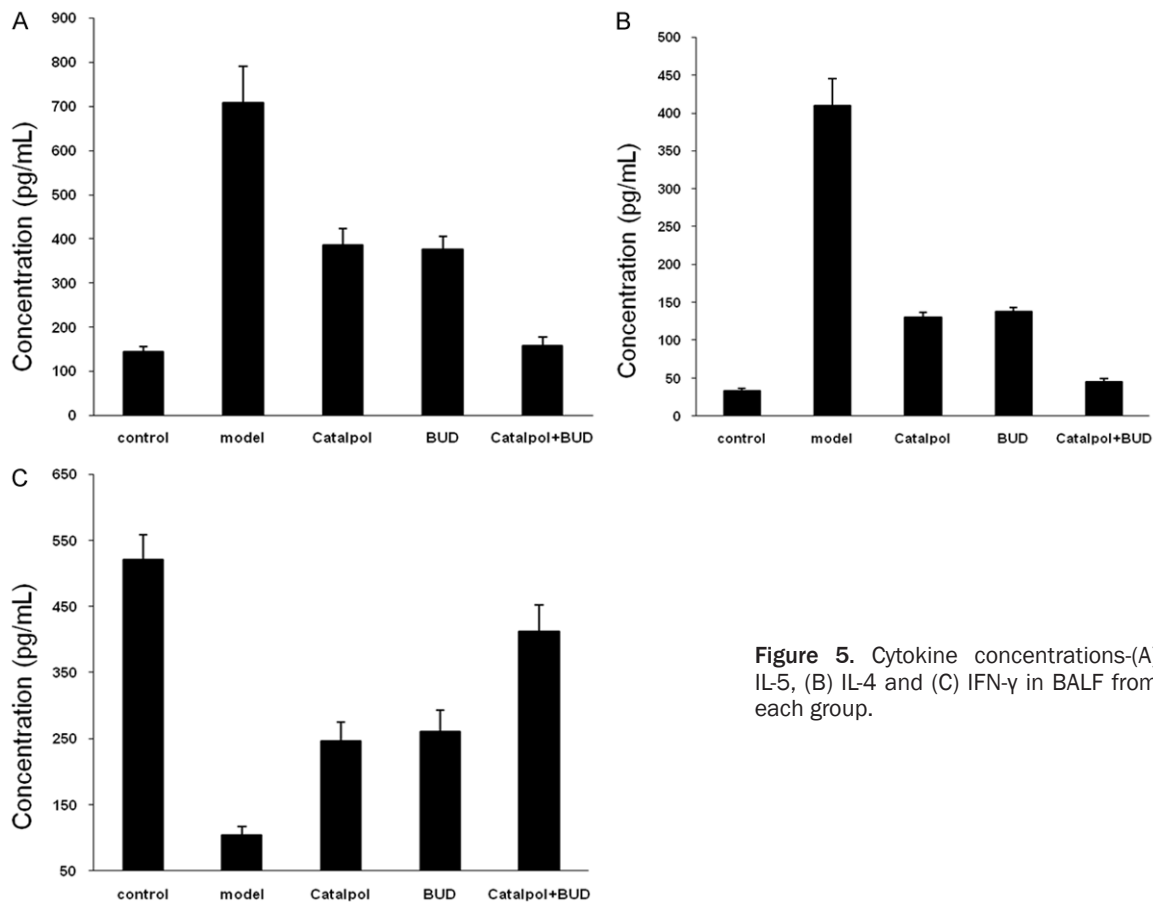 A
Concentration (pg/mL)
900
800
700
600
500
400
300
200
100
0
control model Catalpol BUD Catalpol+BUD
B
Concentration (pg/mL)
500
450
400
350
300
250
200
150
100
50
0
control model Catalpol BUD Catalpol+BUD
C
Concentration (pg/mL)
650
550
450
350
250
150
50
control model Catalpol BUD Catalpol+BUD
Figure 5. Cytokine concentrations-(A)
IL-5, (B) IL-4 and (C) IFN-γ in BALF from
each group.